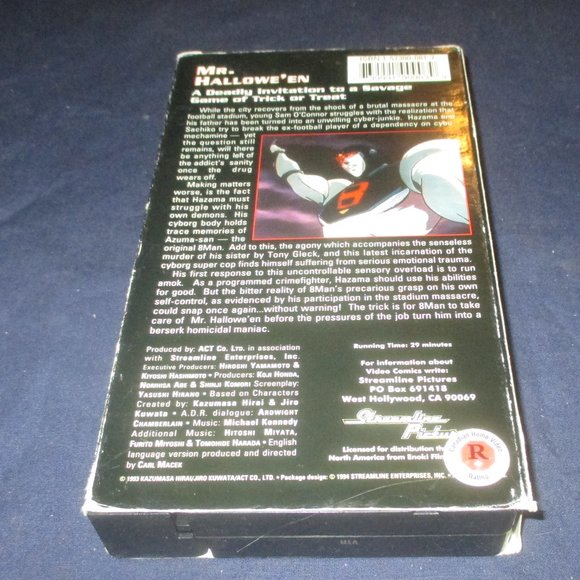 MR.
HALLOWE'EN
A Deadly Invitation to a Savage
Game of Trick or Treat
While the city recovers from the shock of a brutal massacre at the
football stadium, young Sam O'Connor struggles with the realization that
his father has been turned into an unwilling cyber-junkie. Hazama and
Sachiko try to break the ex-football player of a dependency on cybo
mechamino — yet
the question still
remains, will there
be anything left of
the addict's sanity
once the drug
wears off.
Making matters
worse, is the fact
that Hazama must
struggle with his
own demons. His
cyborg body holds
trace memories of
Azuma-san — the
original 8Man. Add to this, the agony which accompanies the senseless
murder of his sister by Tony Gleck, and this latest incarnation of the
cyborg super cop finds himself suffering from serious emotional trauma.
His first response to this uncontrollable sensory overload is to run
amok. As a programmed crimefighter, Hazama should use his abilities
for good. But the bitter reality of 8Man's precarious grasp on his own
self-control, as evidenced by his participation in the stadium massacre,
could snap once again...without warning! The trick is for 8Man to take
care of Mr. Hallowe'en before the pressures of the job turn him into a
berserk homicidal maniac.
Produced by: ACT Co. LTD. in association
with Streamline Enterprises, Inc.
Executive Producers: HIROSHI YAMAMOTO &
KIYOSHI HASHIMOTO • Producers: KOJI HONDA,
NORIHISA ABE & SHINJI KOMORI Screenplay:
YASUSHI HIRANO • Based on Characters
Created by: Kazumasa Hirai & Jiro
Kuwata • A.D.R. dialogue: ARDWIGHT
CHAMBERLAIN • Music: Michael Kennedy
Additional Music: HITOSHI MIYATA,
FURITO MIYOSHI & TOMOHIDE HARADA • English
language version produced and directed
by CARL MACEK
Running Time: 29 minutes
For information about
Video Comics write:
Streamline Pictures
PO Box 691418
West Hollywood, CA 90069
Streamline
Pictu
Licensed for distribution
North America from Enoki Fil
Canadian Home Video
R
Rating
© 1993 KAZUMASA HIRAI/JIRO KUWATA/ACT CO., LTD. • Package design: © 1994 STREAMLINE ENTERPRISES, INC.